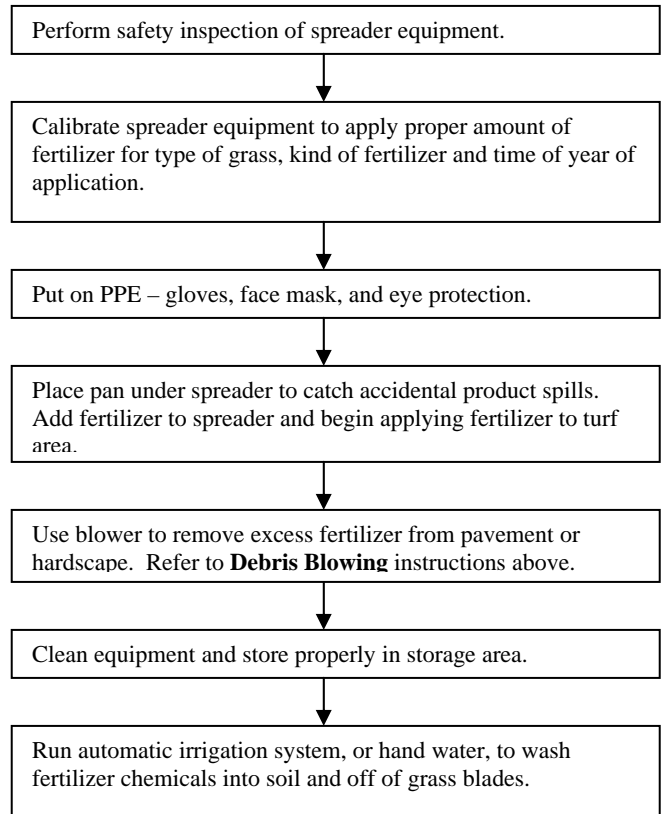 Perform safety inspection of spreader equipment.
Calibrate spreader equipment to apply proper amount of
fertilizer for type of grass, kind of fertilizer and time of year of
application.
Put on PPE – gloves, face mask, and eye protection.
Place pan under spreader to catch accidental product spills.
Add fertilizer to spreader and begin applying fertilizer to turf
area.
Use blower to remove excess fertilizer from pavement or
hardscape.  Refer to Debris Blowing instructions above.
Clean equipment and store properly in storage area.
Run automatic irrigation system, or hand water, to wash
fertilizer chemicals into soil and off of grass blades.